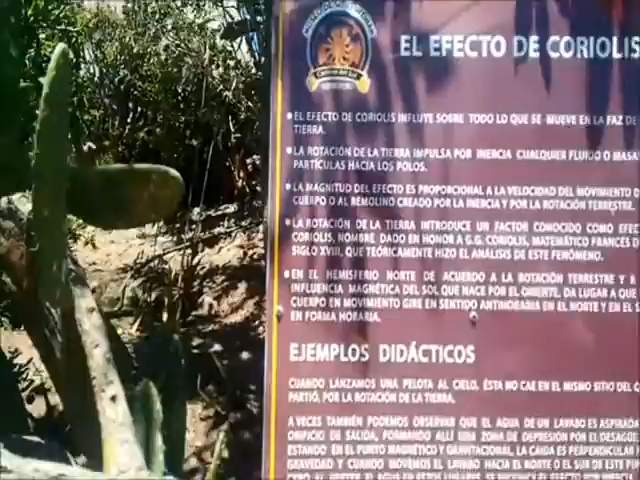 EL EFECTO DE CORIOLIS
EL EFECTO DE CORIOLIS INFLUYE SOBRE TODO LO QUE SE MUEVE EN LA FAZ DE
TIERRA.
LA ROTACIÓN DE LA TIERRA IMPULSA POR INERCIA CUALQUIER FLUIDO O MASA
PARTÍCULAS HACIA LOS POLOS.
LA MAGNITUD DEL EFECTO ES PROPORCIONAL A LA VELOCIDAD DEL MOVIMIENTO D
CUERPO O AL REMOLINO CREADO POR LA INERCIA Y POR LA ROTACIÓN TERRESTRE.
LA ROTACIÓN DE LA TIERRA INTRODUCE UN FACTOR CONOCIDO COMO EFEC
CORIOLIS, NOMBRE, DADO EN HONOR A G.G. CORIOLIS, MATEMÁTICO FRANCÉS D
SIGLO XVIII, QUE TEÓRICAMENTE HIZO EL ANÁLISIS DE ESTE FENÓMENO.
EN EL HEMISFERIO NORTE DE ACUERDO A LA ROTACIÓN TERRESTRE Y
INFLUENCIA MAGNÉTICA DEL SOL QUE NACE POR EL ORIENTE, DA LUGAR A QUE
CUERPO EN MOVIMIENTO GIRE EN SENTIDO ANTIHORARIA EN EL NORTE Y EN EL S
EN FORMA HORARIA.
EJEMPLOS DIDÁCTICOS
CUANDO LANZAMOS UNA PELOTA AL CIELO, ÉSTA NO CAE EN EL MISMO SITIO DEL Q
PARTIÓ, POR LA ROTACIÓN DE LA TIERRA.
A VECES TAMBIÉN PODEMOS OBSERVAR QUE EL AGUA DE UN LAVABO ES ASPIRADA
ORIFICIO DE SALIDA, FORMANDO ALLÍ UNA ZONA DE DEPRESIÓN POR EL DESAGÜE
ESTANDO EN EL PUNTO MAGNÉTICO Y GRAVITACIONAL, LA CAÍDA ES PERPENDICULAR
GRAVEDAD Y CUANDO MOVEMOS EL LAVABO HACIA EL NORTE O EL SUR DE ESTE